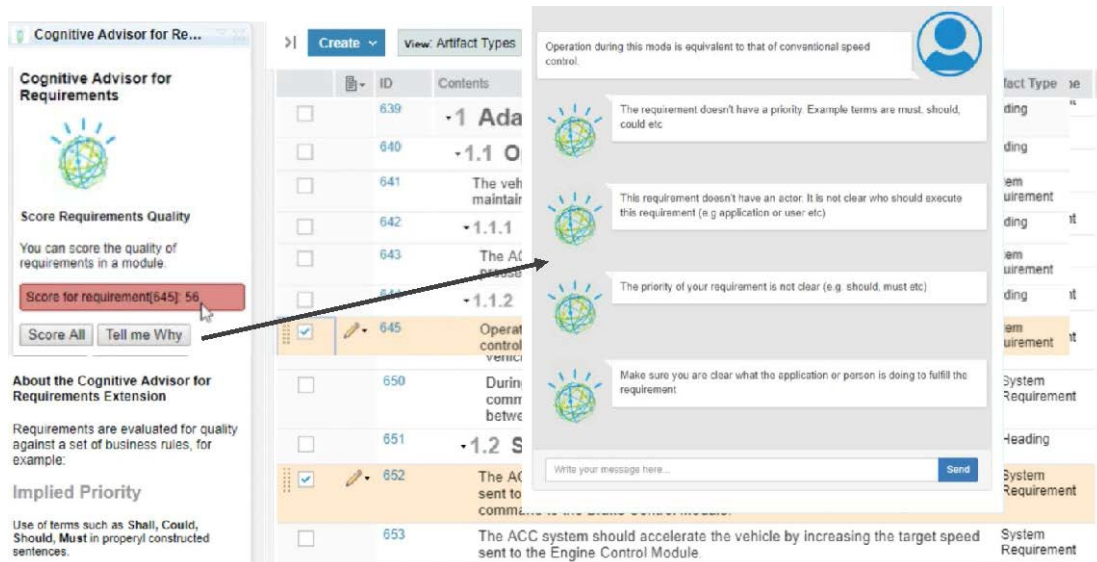 Cognitive Advisor for Re...
Cognitive Advisor for
Requirements
Score Requirements Quality
You can score the quality of
requirements in a module.
Score for requirement[645]: 56
Score All
Tell me Why
About the Cognitive Advisor for
Requirements Extension
Requirements are evaluated for quality
against a set of business rules, for
example:
Implied Priority
Use of terms such as Shall, Could,
Should, Must in properyl constructed
sentences.
Create
View: Artifact Types
ID
Contents
fact Type
639
1 Ada
ding
640
1.1 O
ding
641
The veh
maintair
em
uirement
642
1.1.1
ding
643
The AC
em
uirement
1.1.2
ding
645
Operat
control
vehicl
em
uirement
650
During
comm
betwe
System
Requirement
651
1.2 S
Heading
652
The AC
sent to
command to the Brake Control Module.
System
Requirement
653
The ACC system should accelerate the vehicle by increasing the target speed
sent to the Engine Control Module.
System
Requirement
Operation during this mode is equivalent to that of conventional speed
control.
The requirement doesn't have a priority. Example terms are must, should,
could etc
This requirement doesn't have an actor. It is not clear who should execute
this requirement (e.g application or user etc)
The priority of your requirement is not clear (e.g. should, must etc)
Make sure you are clear what the application or person is doing to fulfill the
requirement
Write your message here...
Send